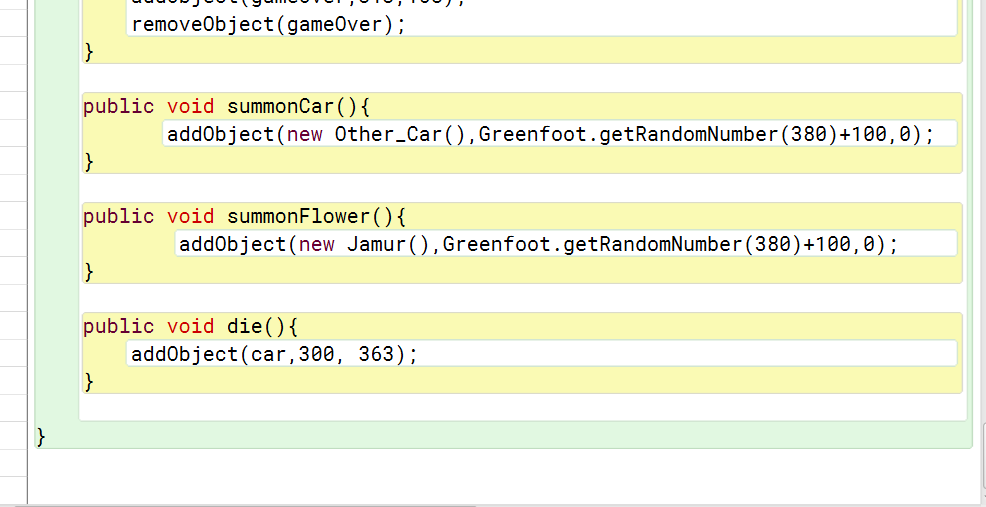 removeObject(gameOver);
}
public void summonCar(){
addObject(new Other_Car(),Greenfoot.getRandomNumber(380)+100,0);
}
public void summonFlower(){
addObject(new Jamur(),Greenfoot.getRandomNumber(380)+100,0);
}
public void die(){
addObject(car,300, 363);
}
}